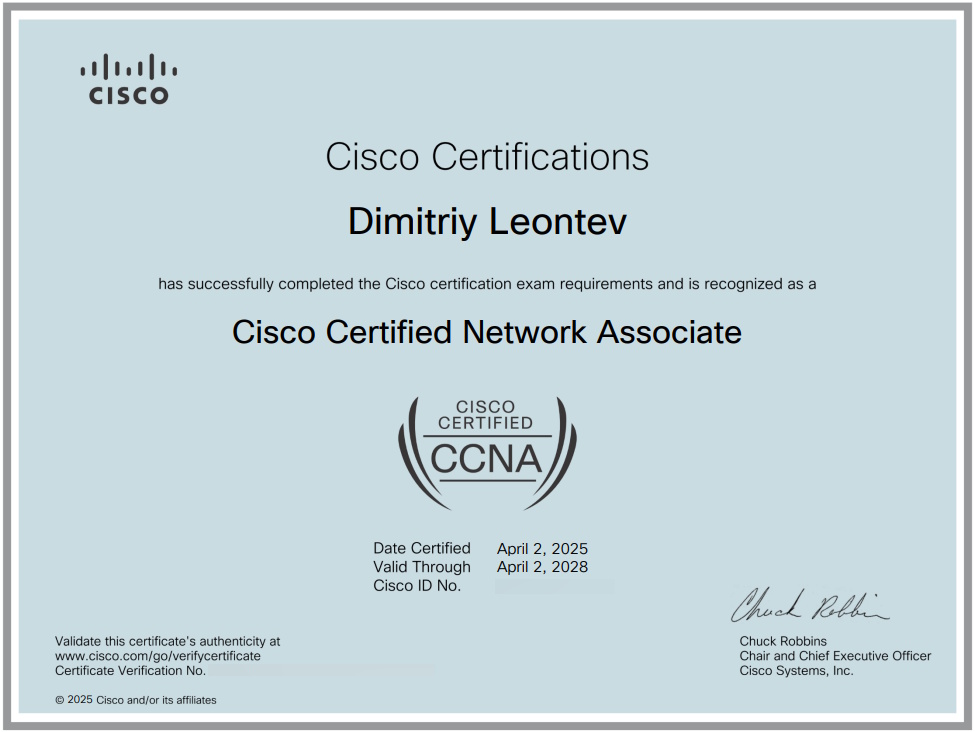 CISCO
Cisco Certifications
Dimitriy Leontev
has successfully completed the Cisco certification exam requirements and is recognized as a
Cisco Certified Network Associate
CISCO
CERTIFIED
CCNA
Date Certified April 2, 2025
Valid Through April 2, 2028
Cisco ID No.
Chuck Robbins
Validate this certificate's authenticity at
www.cisco.com/go/verifycertificate
Certificate Verification No.
Chuck Robbins
Chair and Chief Executive Officer
Cisco Systems, Inc.
© 2025 Cisco and/or its affiliates